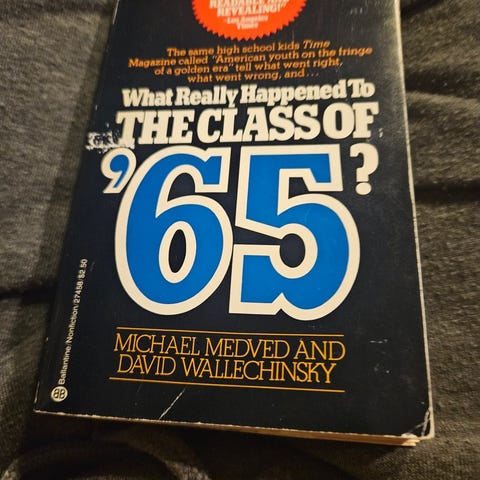 READABLE AND
REVEALING!"
-Los Angeles
Times
The same high school kids Time
Magazine called "American youth on the fringe
of a golden era" tell what went right,
what went wrong, and...
What Really Happened To
THE CLASS OF
'65?
MICHAEL MEDVED AND
DAVID WALLECHINSKY
Ballantine/Nonfiction/27458/$2.50
BB